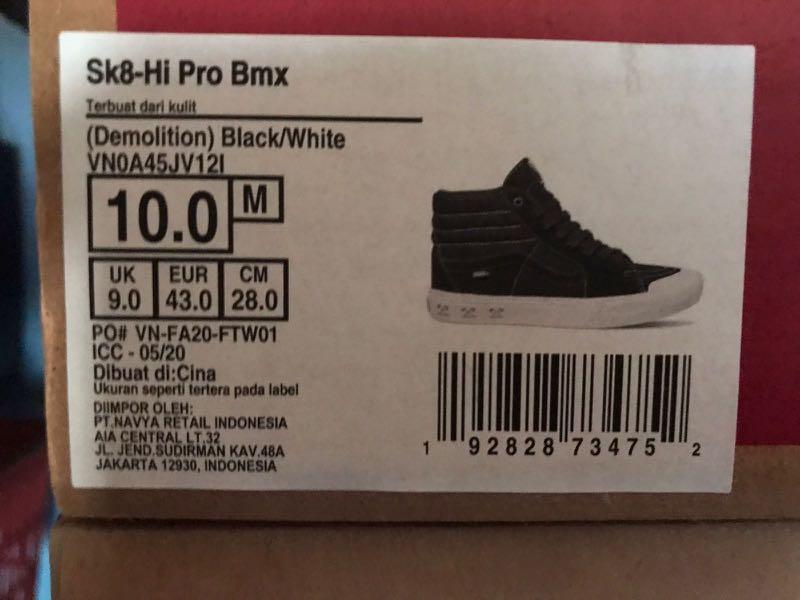 Sk8-Hi Pro Bmx
Terbuat dari kulit
(Demolition) Black/White
VN0A45JV12I
10.0 M
UK EUR CM
9.0 43.0 28.0
PO# VN-FA20-FTW01
ICC - 05/20
Dibuat di:Cina
Ukuran seperti tertera pada label
DIIMPOR OLEH:
PT.NAVYA RETAIL INDONESIA
AIA CENTRAL LT.32
JL. JEND.SUDIRMAN KAV.48A
JAKARTA 12930, INDONESIA
1 92828 73475 2